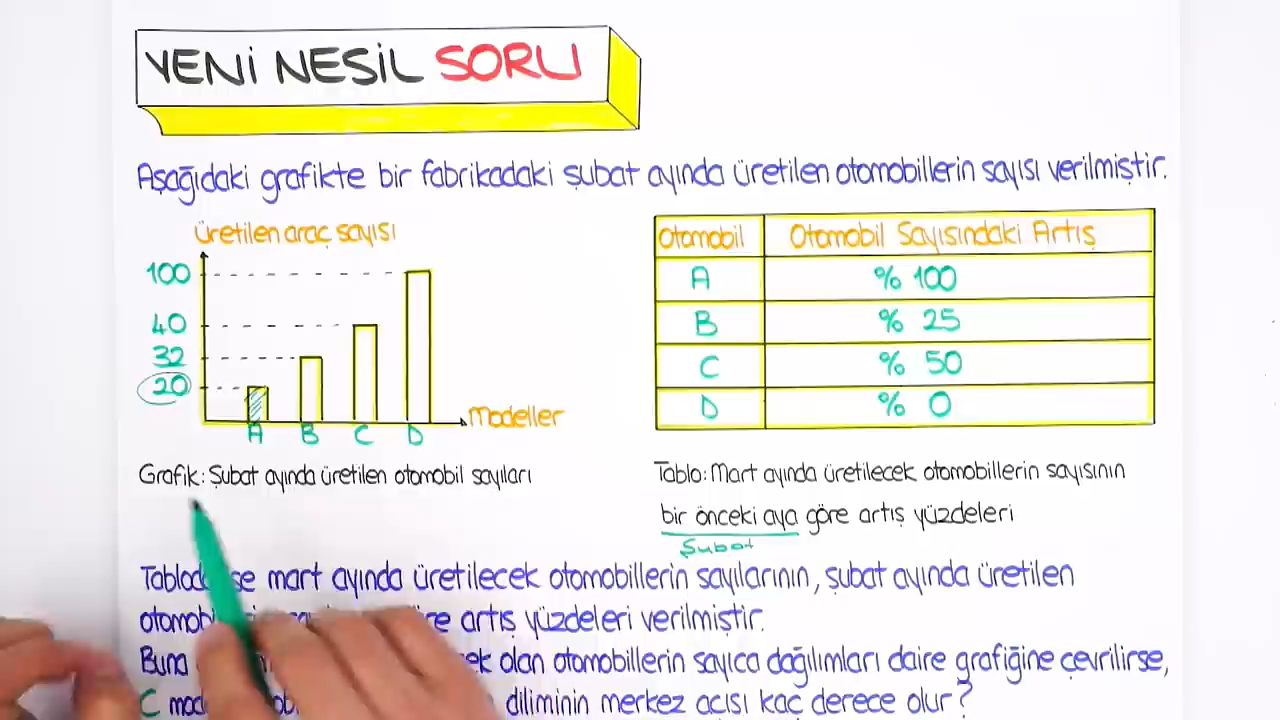 YENİ NESİL SORU
Aşağıdaki grafikte bir fabrikadaki şubat ayında üretilen otomobillerin sayısı verilmiştir.
üretilen araç sayısı
100
40
32
20
A B C D
Modeller
Grafik: Şubat ayında üretilen otomobil sayıları
Otomobil Otomobil Sayısındaki Artış
A % 100
B % 25
C % 50
D % 0
Tablo: Mart ayında üretilecek otomobillerin sayısının
bir önceki aya göre artış yüzdeleri
Şubat
mart ayında üretilecek otomobillerin sayılarının, şubat ayında üretilen
artış yüzdeleri verilmiştir.
Buna olan otomobillerin sayıca dağılımları daire grafiğine çevrilirse,
C diliminin merkez açısı kaç derece olur?